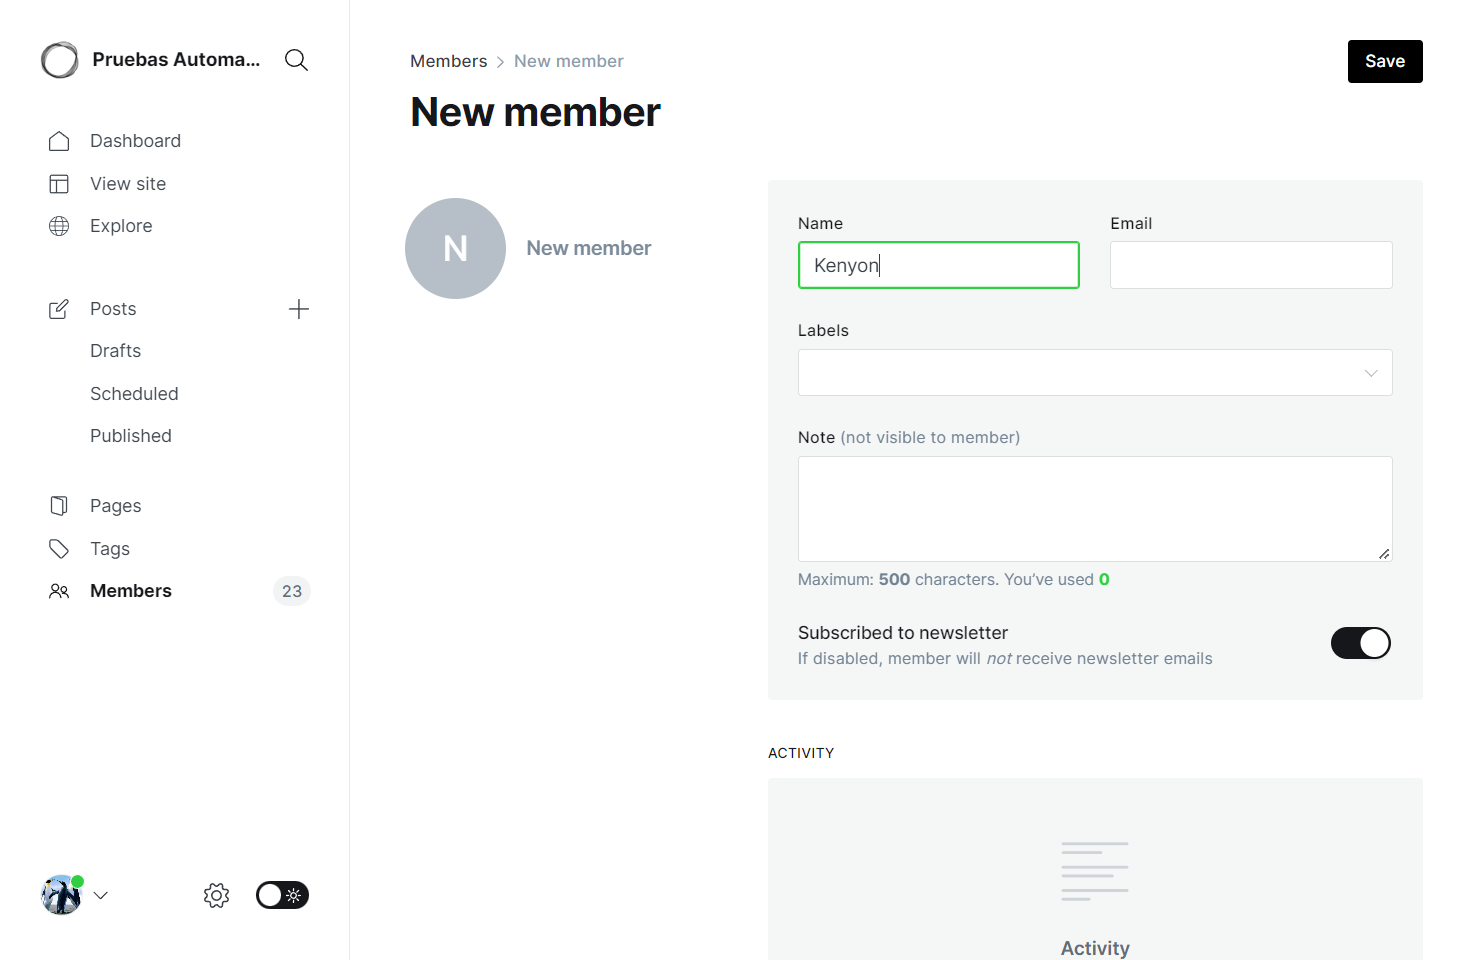 Pruebas Automa...
Dashboard
View site
Explore
Posts
Drafts
Scheduled
Published
Pages
Tags
Members
23
Members
New member
Save
New member
N
New member
Name
Email
Kenyon
Labels
Note (not visible to member)
Maximum: 500 characters. You’ve used 0
Subscribed to newsletter
If disabled, member will not receive newsletter emails
ACTIVITY
Activity